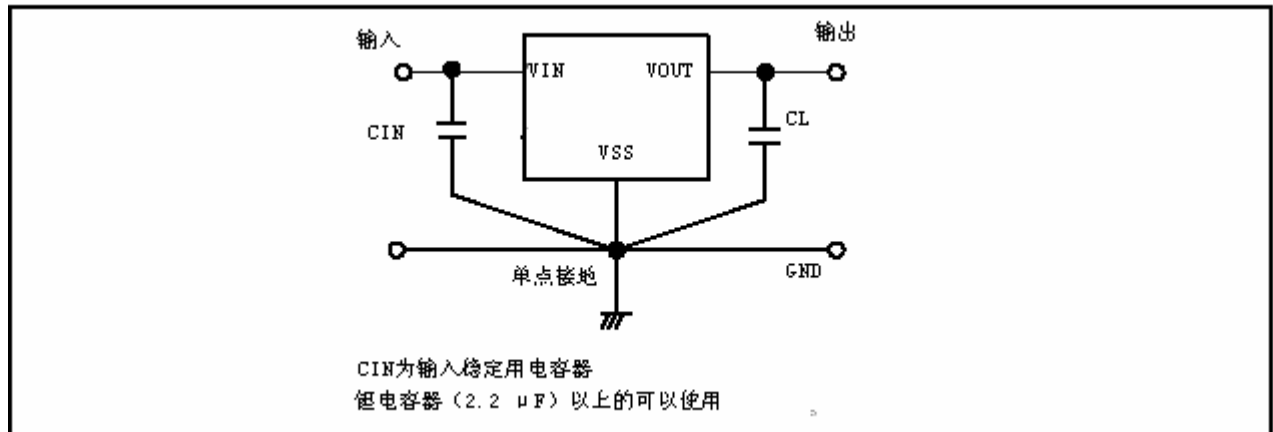 输入
输出
VIN
VOUT
CIN
CL
VSS
单点接地
GND
CIN为输入稳定用电容器
钽电容器（2.2 μF）以上的可以使用